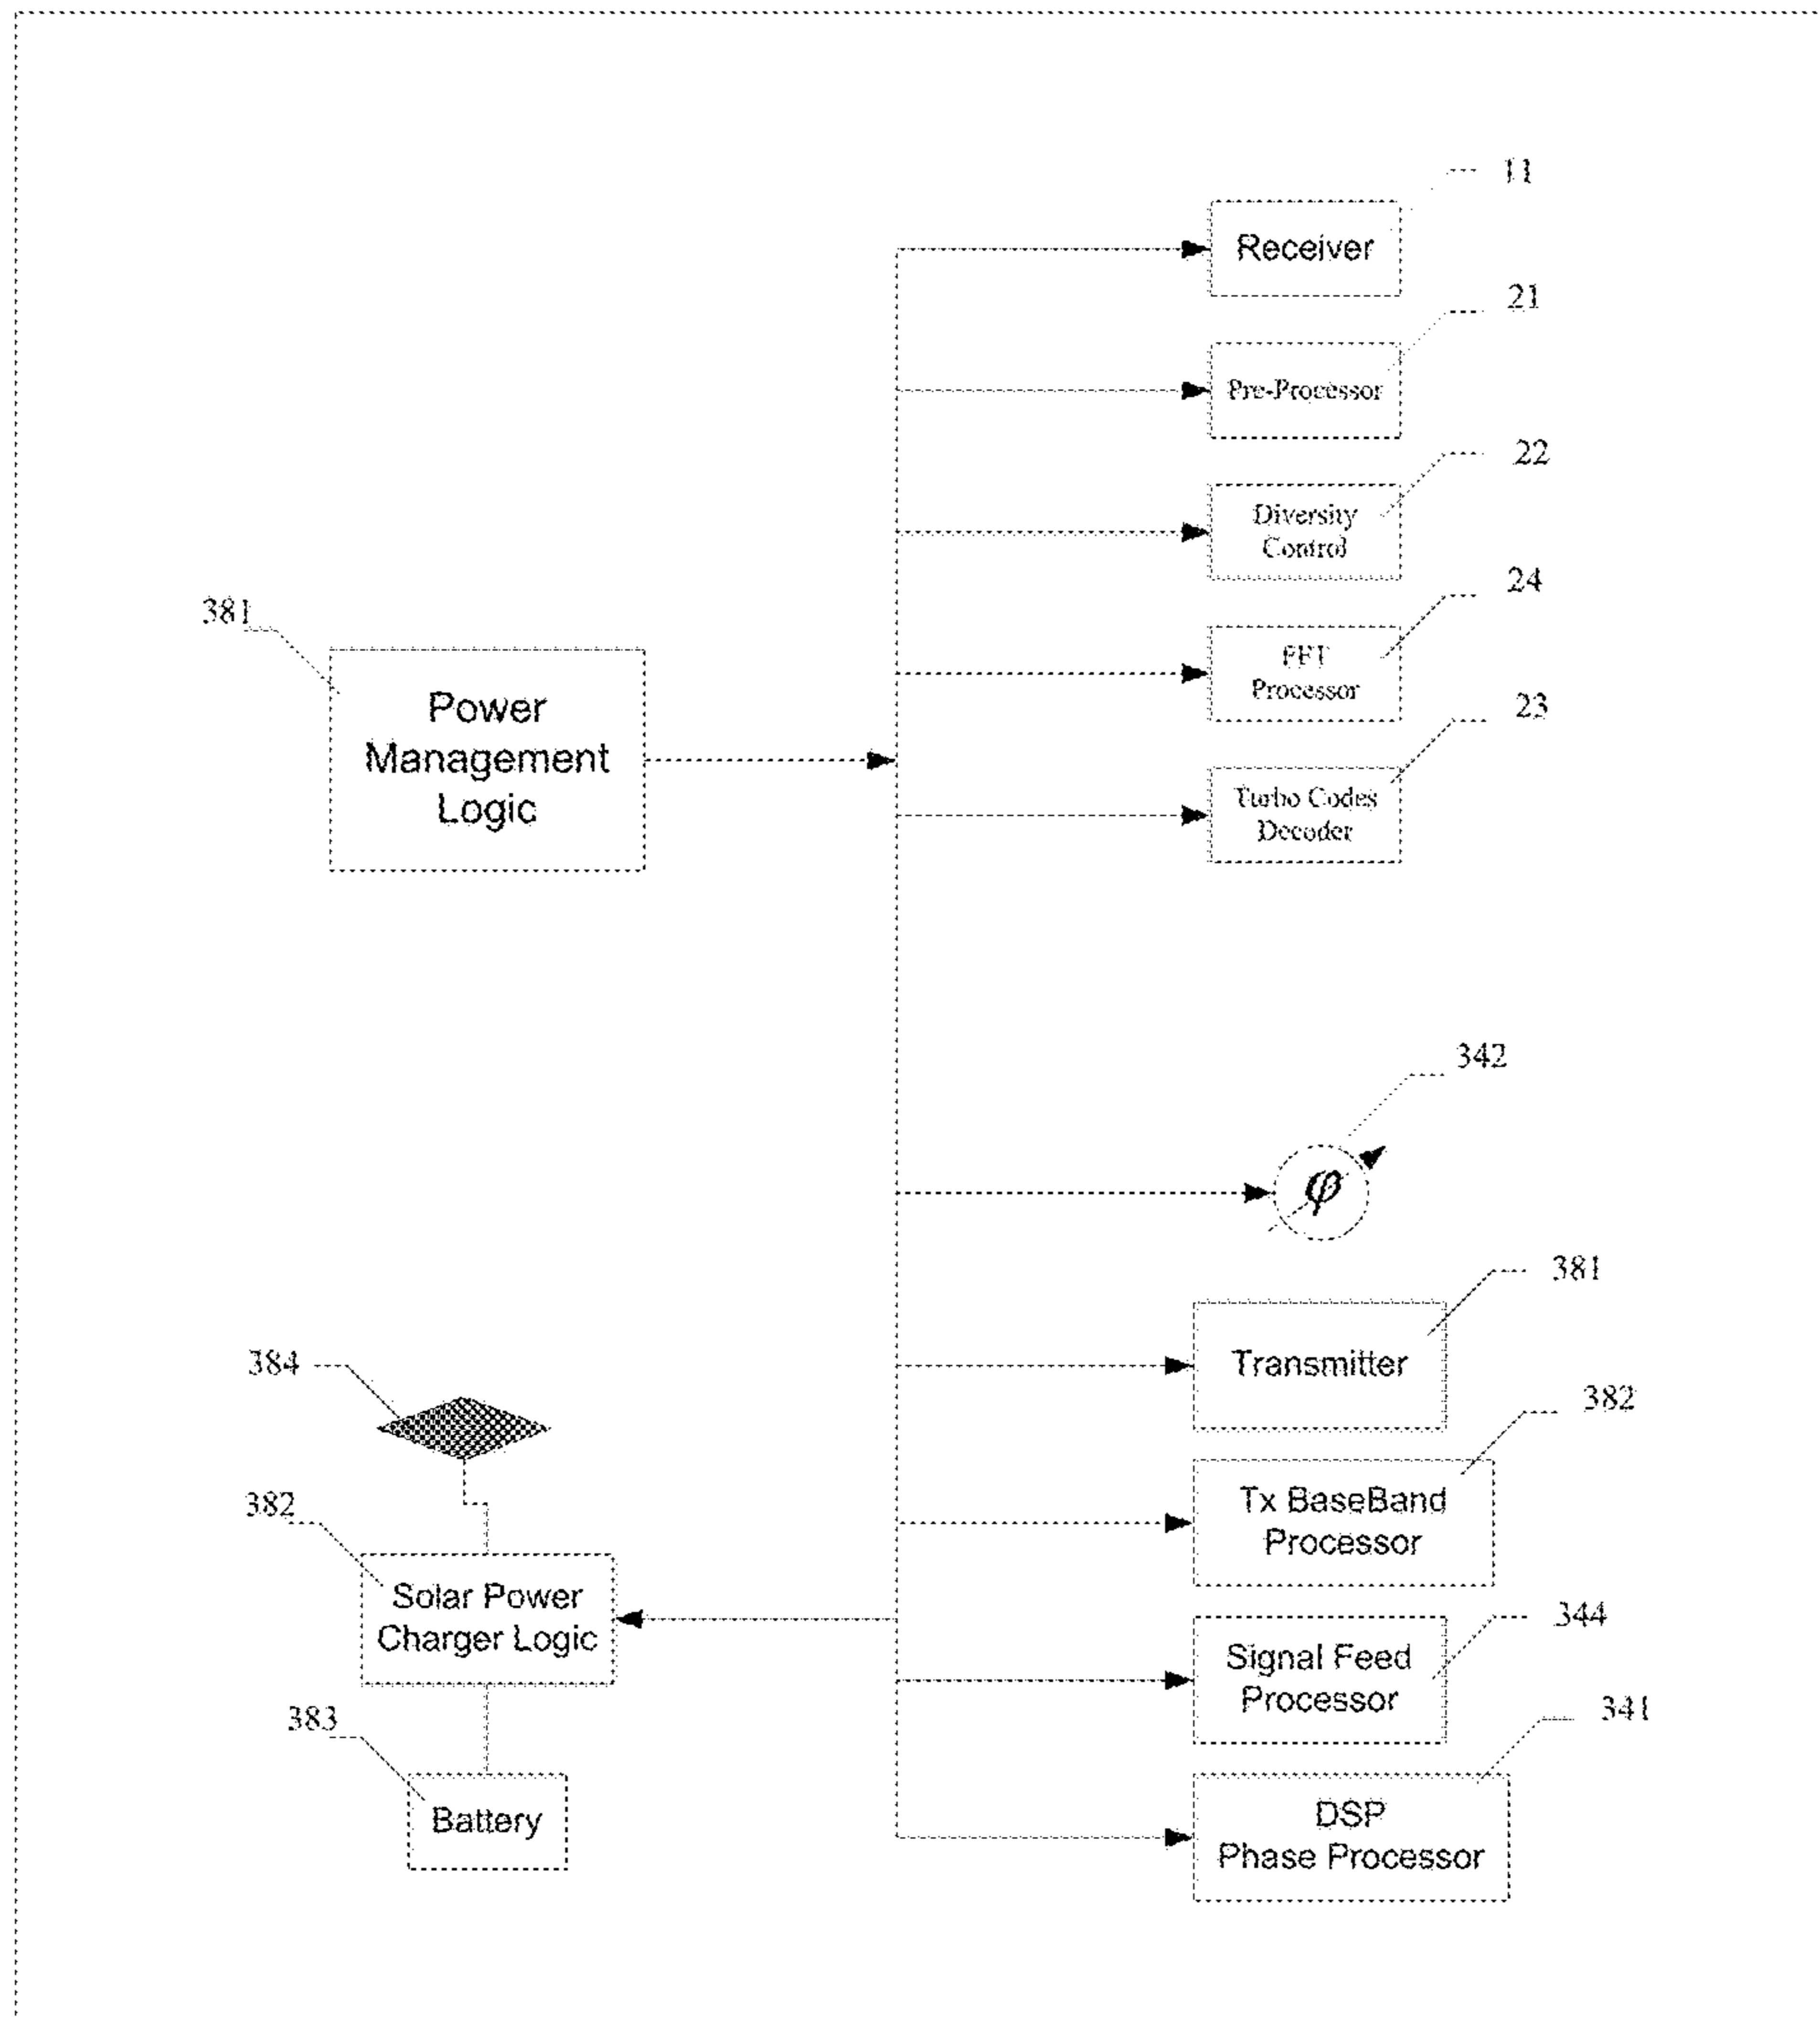 11
Receiver
21
Pre-Processor
22
Diversity
Control
24
FFT
Processor
23
Turbo Codes
Decoder
381
Power
Management
Logic
342
φ
381
Transmitter
384
382
Tx BaseBand
Processor
382
Solar Power
Charger Logic
344
Signal Feed
Processor
383
Battery
341
DSP
Phase Processor